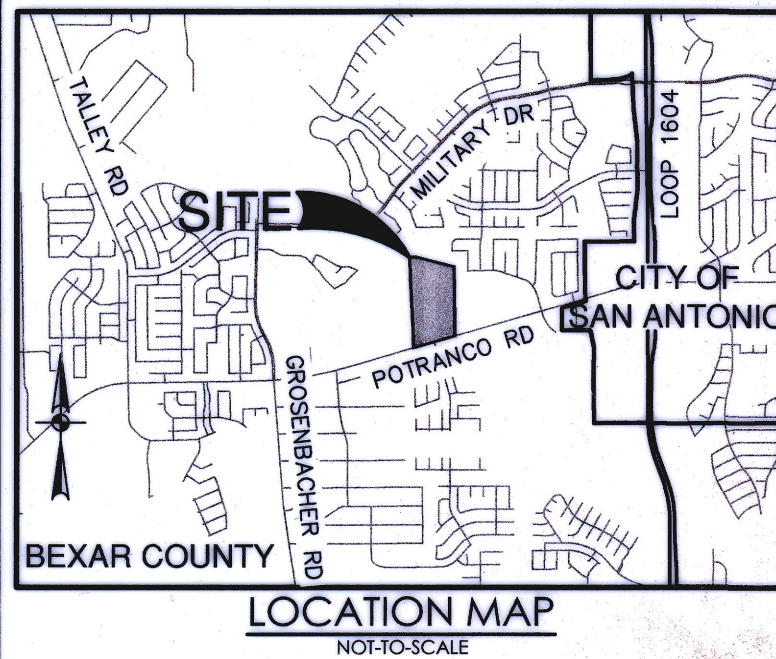 TALLEY RD
MILITARY DR
LOOP 1604
SITE
CITY OF
SAN ANTONIO
POTRANCO RD
GROSENBACHER RD
BEXAR COUNTY
LOCATION MAP
NOT-TO-SCALE